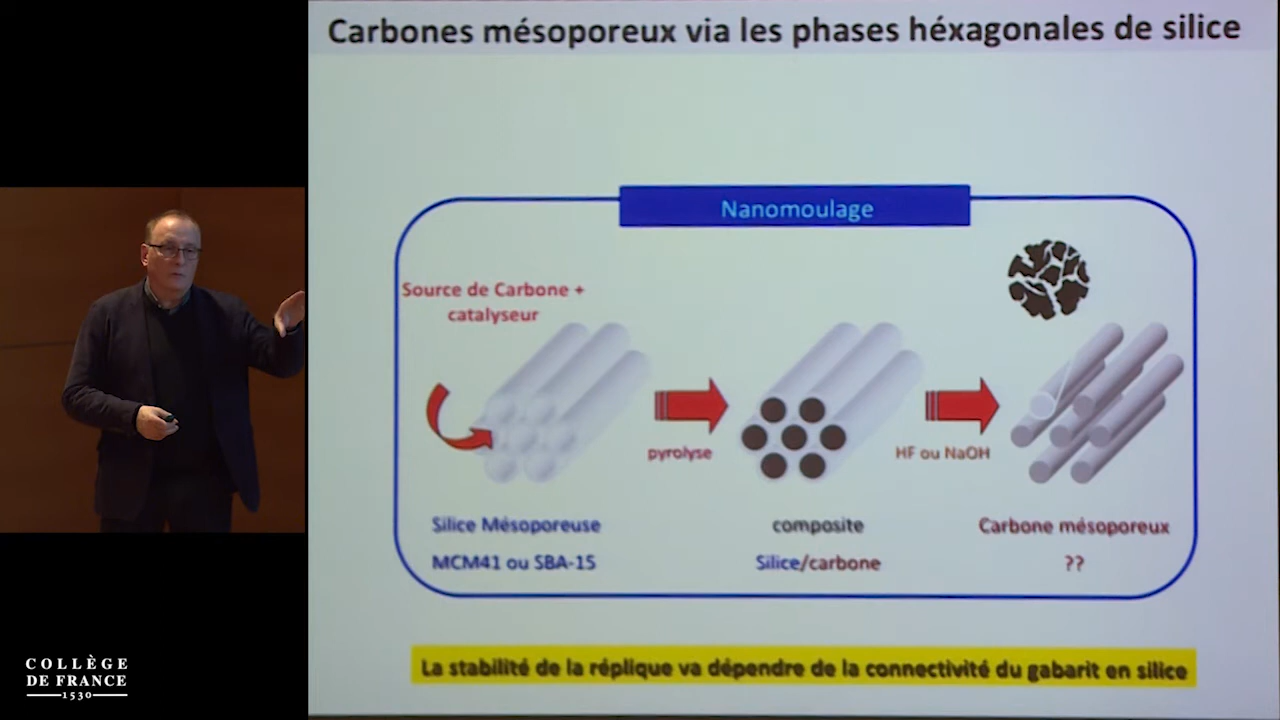 Carbones mésoporeux via les phases héxagonales de silice
Nanomoulage
Source de Carbone +
catalyseur
pyrolyse
HF ou NaOH
Silice Mésoporeuse
MCM41 ou SBA-15
composite
Silice/carbone
Carbone mésoporeux
??
La stabilité de la réplique va dépendre de la connectivité du gabarit en silice
COLLÈGE
DE FRANCE
1530